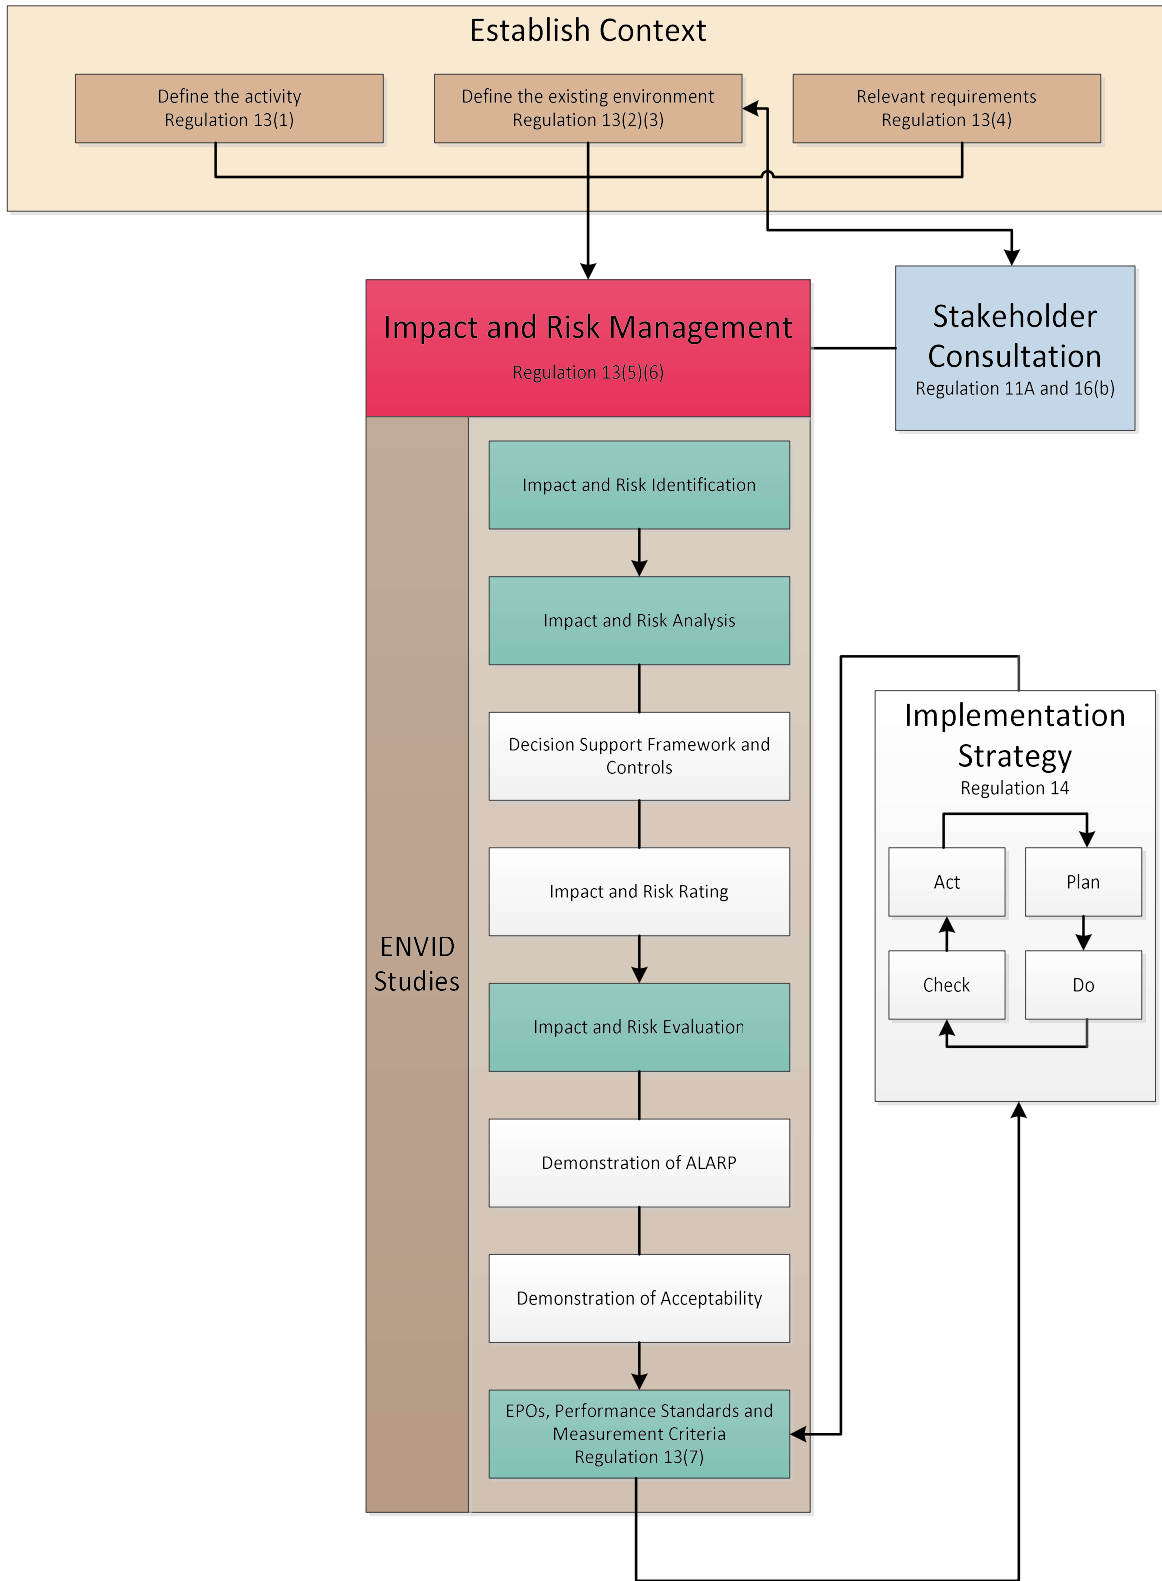 Establish Context
Define the activity
Regulation 13(1)
Define the existing environment
Regulation 13(2)(3)
Relevant requirements
Regulation 13(4)
Impact and Risk Management
Regulation 13(5)(6)
Stakeholder
Consultation
Regulation 11A and 16(b)
ENVID
Studies
Impact and Risk Identification
Impact and Risk Analysis
Decision Support Framework and
Controls
Impact and Risk Rating
Impact and Risk Evaluation
Demonstration of ALARP
Demonstration of Acceptability
EPOs, Performance Standards and
Measurement Criteria
Regulation 13(7)
Implementation
Strategy
Regulation 14
Act
Plan
Check
Do